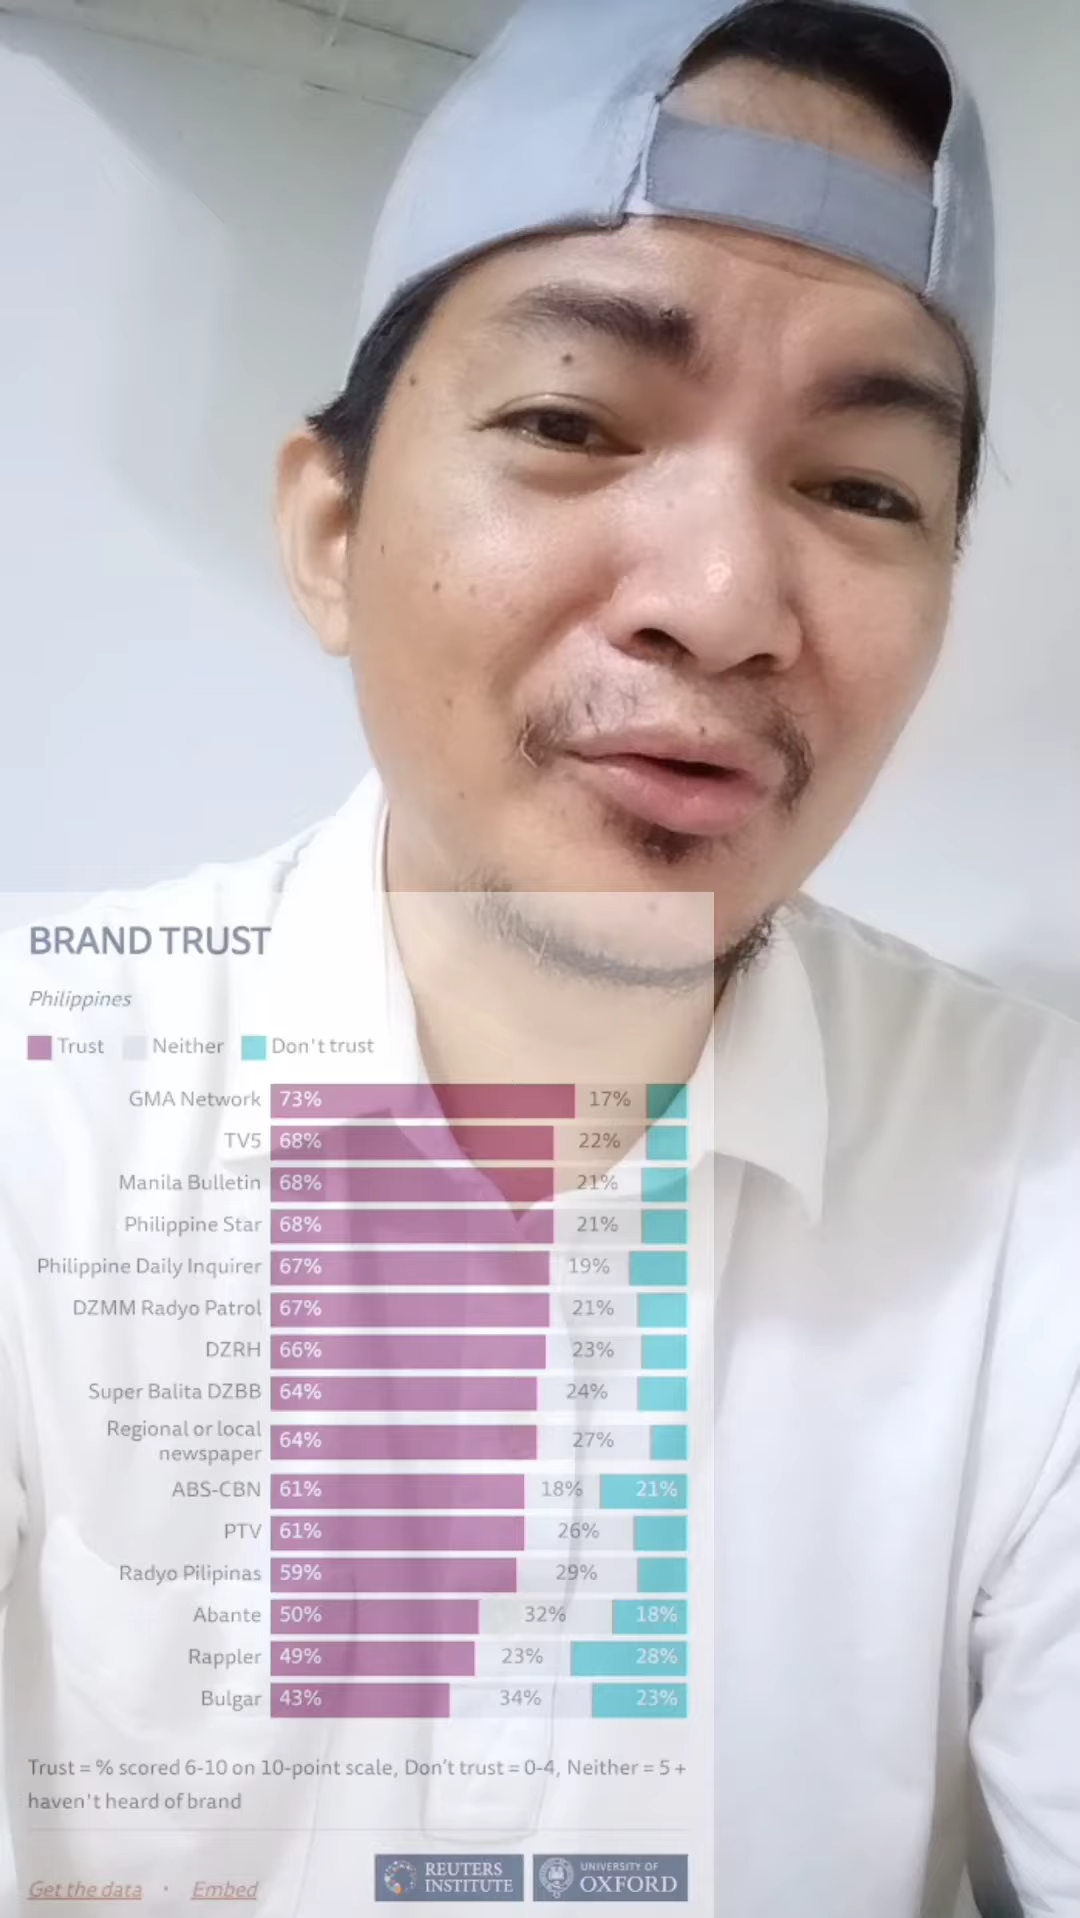 BRAND TRUST
Philippines
Trust Neither Don't trust
GMA Network 73% 17%
TV5 68% 22%
Manila Bulletin 68% 21%
Philippine Star 68% 21%
Philippine Daily Inquirer 67% 19%
DZMM Radyo Patrol 67% 21%
DZRH 66% 23%
Super Balita DZBB 64% 24%
Regional or local
newspaper 64% 27%
ABS-CBN 61% 18% 21%
PTV 61% 26%
Radyo Pilipinas 59% 29%
Abante 50% 32% 18%
Rappler 49% 23% 28%
Bulgar 43% 34% 23%
Trust = % scored 6-10 on 10-point scale, Don't trust = 0-4, Neither = 5 +
haven't heard of brand
Get the data • Embed
REUTERS
INSTITUTE
UNIVERSITY OF
OXFORD